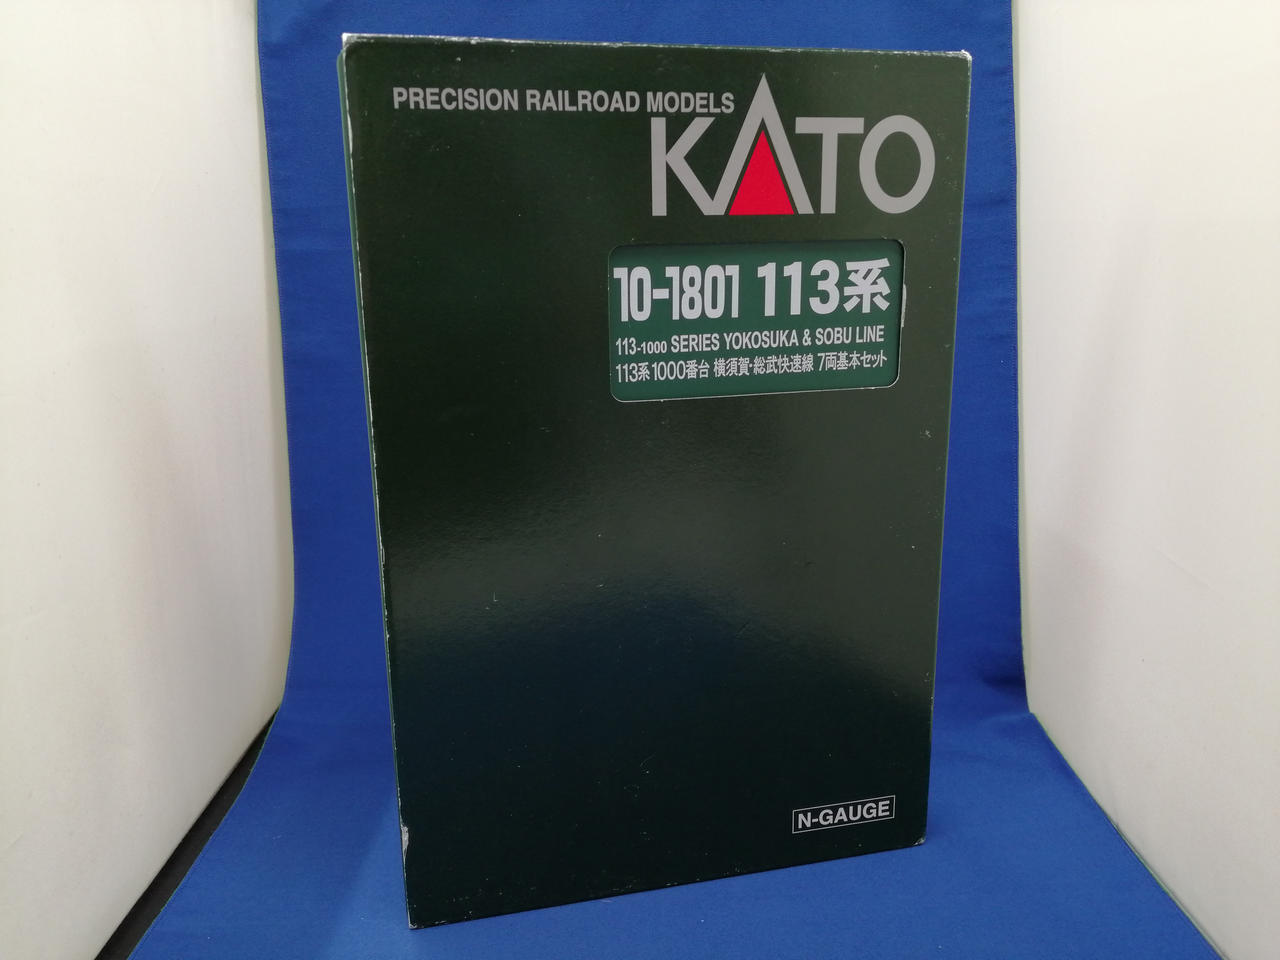 PRECISION RAILROAD MODELS
KATO
10-1801 113系
113-1000 SERIES YOKOSUKA & SOBU LINE
113系1000番台 横須賀・総武快速線 7両基本セット
N-GAUGE